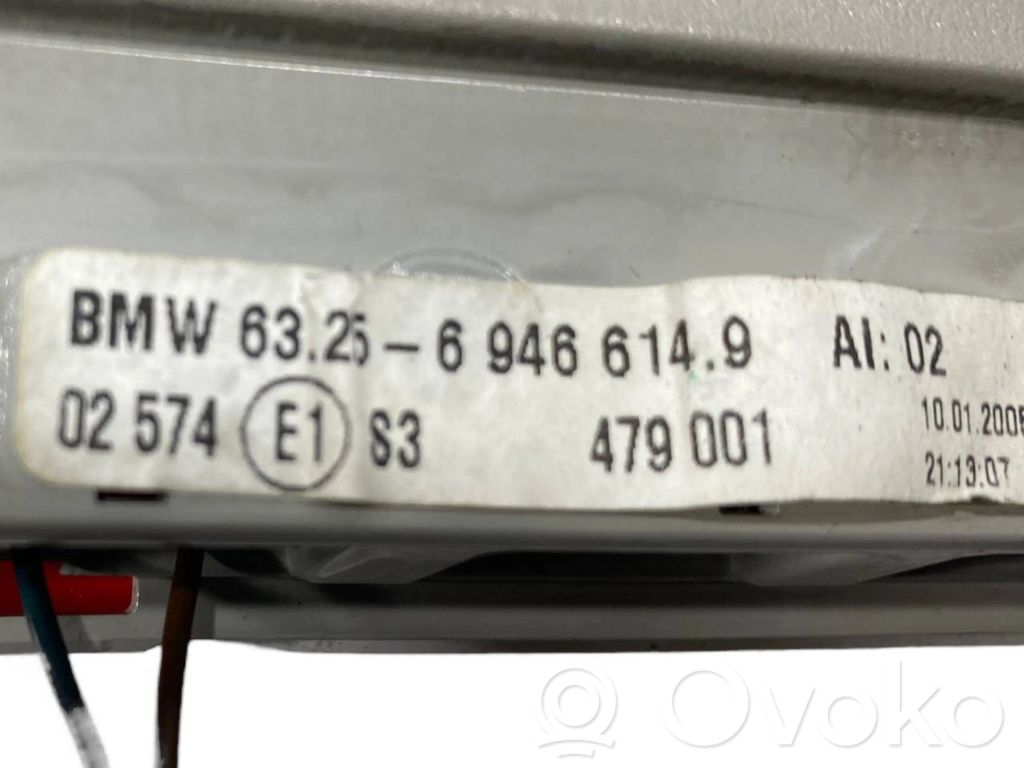 BMW 63.25-6 946 614.9 AI: 02
02 574 E1 S3 479 001 10.01.2005
21:13:07
Ovoko